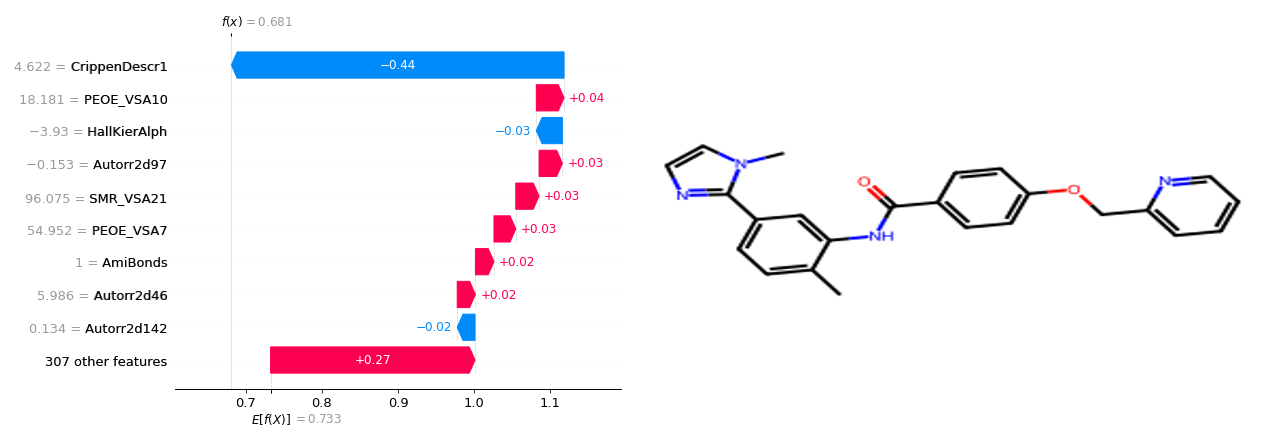 f(x) = 0.681
4.622 = CrippenDescr1
−0.44
18.181 = PEOE_VSA10
+0.04
−3.93 = HallKierAlph
−0.03
−0.153 = Autorr2d97
+0.03
96.075 = SMR_VSA21
+0.03
54.952 = PEOE_VSA7
+0.03
1 = AmiBonds
+0.02
5.986 = Autorr2d46
+0.02
0.134 = Autorr2d142
−0.02
307 other features
+0.27
0.7 0.8 0.9 1.0 1.1
E[f(X)] = 0.733
N
N
O
NH
O
N